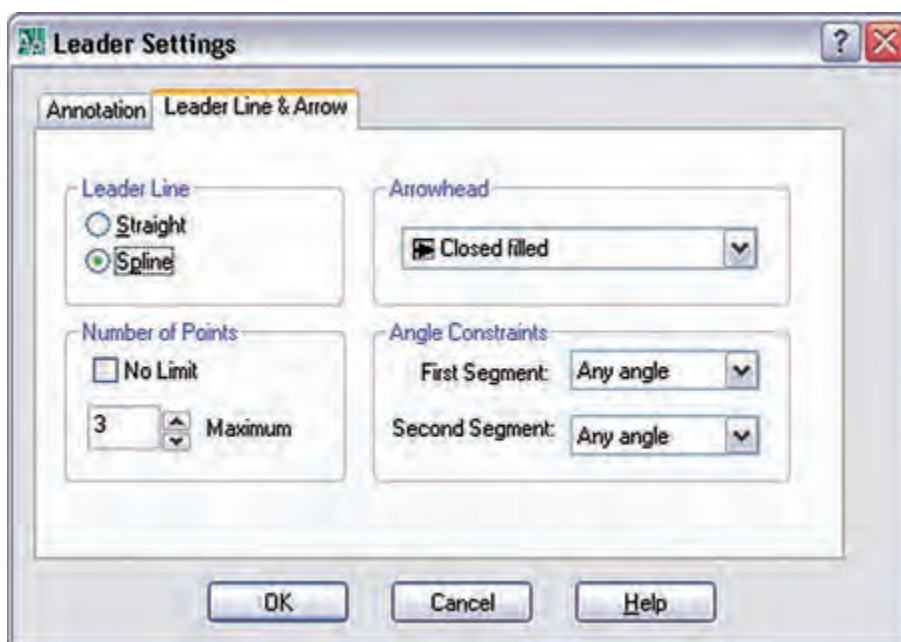 Leader Settings
?
Annotation
Leader Line & Arrow
Leader Line
Straight
Spline
Arrowhead
Closed filled
Number of Points
No Limit
3
Maximum
Angle Constraints
First Segment:
Any angle
Second Segment:
Any angle
OK
Cancel
Help